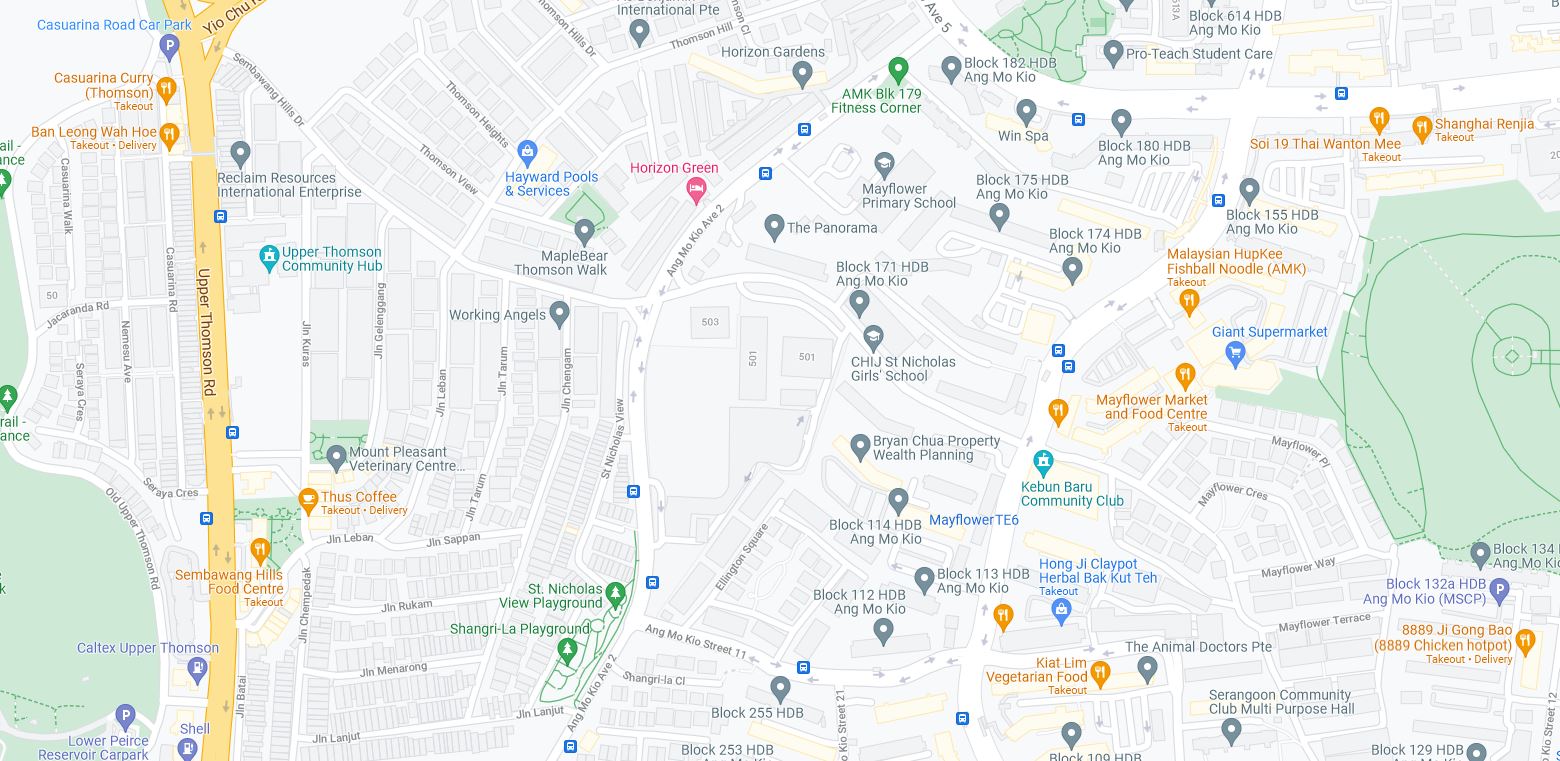 Casuarina Road Car Park
Yio Chu K
Casuarina Curry
(Thomson)
Takeout
Ban Leong Wah Hoe
Takeout • Delivery
Sembawang Hills Dr
Reclaim Resources
International Enterprise
International Pte
Thomson Hills Dr
Thomson Hill
Horizon Gardens
Ave 5
Block 614 HDB
Ang Mo Kio
613A
Pro-Teach Student Care
Block 182 HDB
Ang Mo Kio
AMK Blk 179
Fitness Corner
Win Spa
Block 180 HDB
Ang Mo Kio
Soi 19 Thai Wanton Mee
Takeout
Shanghai Renjia
Takeout
20
Thomson Heights
Thomson View
Hayward Pools
& Services
Horizon Green
Mayflower
Primary School
Block 175 HDB
Ang Mo Kio
Block 155 HDB
Ang Mo Kio
ail -
ance
Casuarina Walk
Casuarina Rd
Upper Thomson
Community Hub
MapleBear
Thomson Walk
Ang Mo Kio Ave 2
The Panorama
Block 174 HDB
Ang Mo Kio
Malaysian HupKee
Fishball Noodle (AMK)
Takeout
Block 171 HDB
Ang Mo Kio
50
Jacaranda Rd
Nemesu Ave
Upper Thomson Rd
Jln Kuras
Jln Gelenggang
Working Angels
503
501
501
CHIJ St Nicholas
Girls' School
Giant Supermarket
Seraya Cres
Jln Leban
Jln Tarum
Jln Chengam
St Nicholas View
Mayflower Market
and Food Centre
Takeout
rail -
ance
Mount Pleasant
Veterinary Centre...
Bryan Chua Property
Wealth Planning
Mayflower Pl
Seraya Cres
Old Upper Thomson Rd
Thus Coffee
Takeout • Delivery
Jln Tarum
Kebun Baru
Community Club
Mayflower Cres
Block 114 HDB
Ang Mo Kio
MayflowerTE6
Jln Leban
Jln Sappan
Ellington Square
Sembawang Hills
Food Centre
Takeout
k
Jln Chempedak
St. Nicholas
View Playground
Block 113 HDB
Ang Mo Kio
Hong Ji Claypot
Herbal Bak Kut Teh
Takeout
Mayflower Way
Block 134
Ang Mo Kio
Block 132a HDB
Ang Mo Kio (MSCP)
Jln Rukam
Block 112 HDB
Ang Mo Kio
Shangri-La Playground
Mayflower Terrace
Caltex Upper Thomson
Ang Mo Kio Street 11
8889 Ji Gong Bao
(8889 Chicken hotpot)
Takeout • Delivery
Jln Menarong
Shangri-la Cl
Kiat Lim
Vegetarian Food
Takeout
The Animal Doctors Pte
Jln Batai
Jln Lanjut
Ang Mo Kio Ave 2
Block 255 HDB
Kio Street 21
Serangoon Community
Club Multi Purpose Hall
Kio Street 12
Lower Peirce
Reservoir Carpark
Shell
Jln Lanjut
Block 253 HDB
Block 109 HDB
Block 129 HDB
Ang Mo Kio